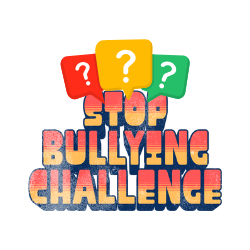 ? ? ?
STOP
BULLYING
CHALLENGE